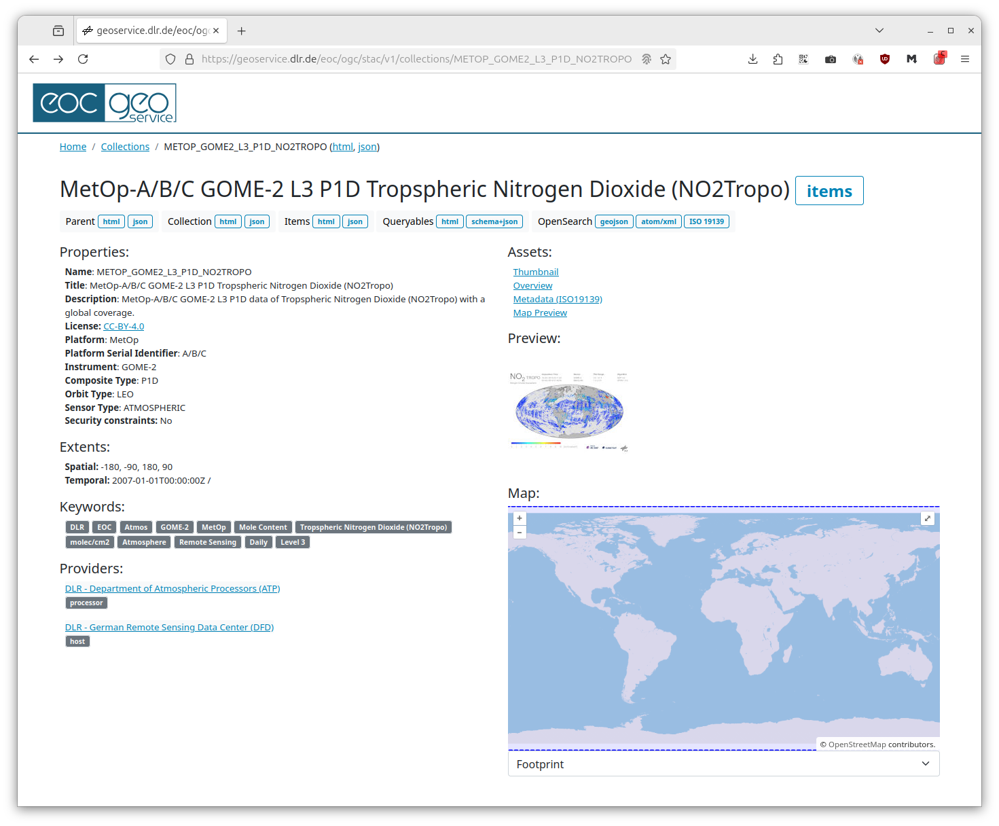 geoservice.dlr.de/eoc/og
https://geoservice.dlr.de/eoc/ogc/stac/v1/collections/METOP_GOME2_L3_P1D_NO2TROPO
eoc geo service
Home / Collections / METOP_GOME2_L3_P1D_NO2TROPO (html, json)
MetOp-A/B/C GOME-2 L3 P1D Tropspheric Nitrogen Dioxide (NO2Tropo) items
Parent html json Collection html json Items html json Queryables html schema+json OpenSearch geojson atom/xml ISO 19139
Properties:
Name: METOP_GOME2_L3_P1D_NO2TROPO
Title: MetOp-A/B/C GOME-2 L3 P1D Tropspheric Nitrogen Dioxide (NO2Tropo)
Description: MetOp-A/B/C GOME-2 L3 P1D data of Tropspheric Nitrogen Dioxide (NO2Tropo) with a
global coverage.
License: CC-BY-4.0
Platform: MetOp
Platform Serial Identifier: A/B/C
Instrument: GOME-2
Composite Type: P1D
Orbit Type: LEO
Sensor Type: ATMOSPHERIC
Security constraints: No
Extents:
Spatial: -180, -90, 180, 90
Temporal: 2007-01-01T00:00:00Z /
Keywords:
DLR EOC Atmos GOME-2 MetOp Mole Content Tropspheric Nitrogen Dioxide (NO2Tropo)
molec/cm2 Atmosphere Remote Sensing Daily Level 3
Providers:
DLR - Department of Atmospheric Processors (ATP)
processor
DLR - German Remote Sensing Data Center (DFD)
host
Assets:
Thumbnail
Overview
Metadata (ISO19139)
Map Preview
Preview:
NO2 TROPO
Map:
+
−
© OpenStreetMap contributors.
Footprint